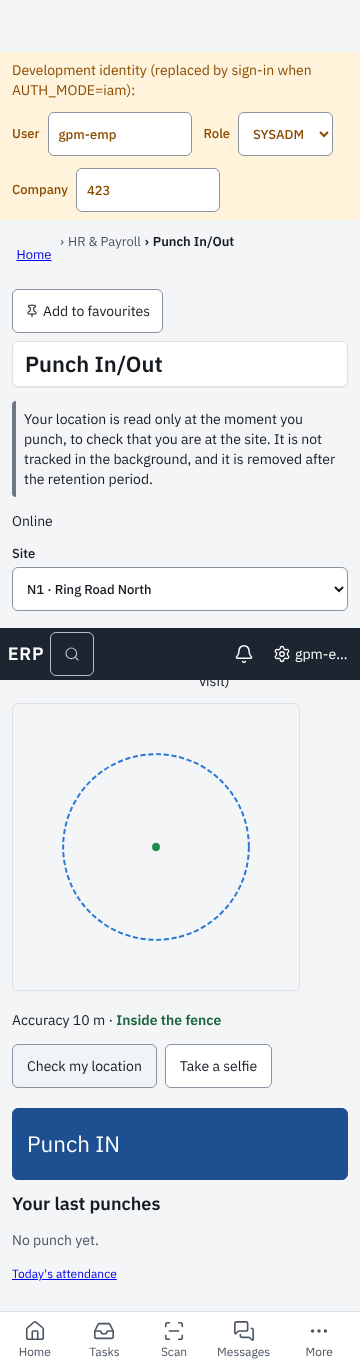 Development identity (replaced by sign-in when
AUTH_MODE=iam):
User gpm-emp Role SYSADM
Company 423
Home › HR & Payroll › Punch In/Out
Add to favourites
Punch In/Out
Your location is read only at the moment you
punch, to check that you are at the site. It is not
tracked in the background, and it is removed after
the retention period.
Online
Site
N1 · Ring Road North
ERP gpm-e...
visit)
Accuracy 10 m · Inside the fence
Check my location Take a selfie
Punch IN
Your last punches
No punch yet.
Today's attendance
Home Tasks Scan Messages More